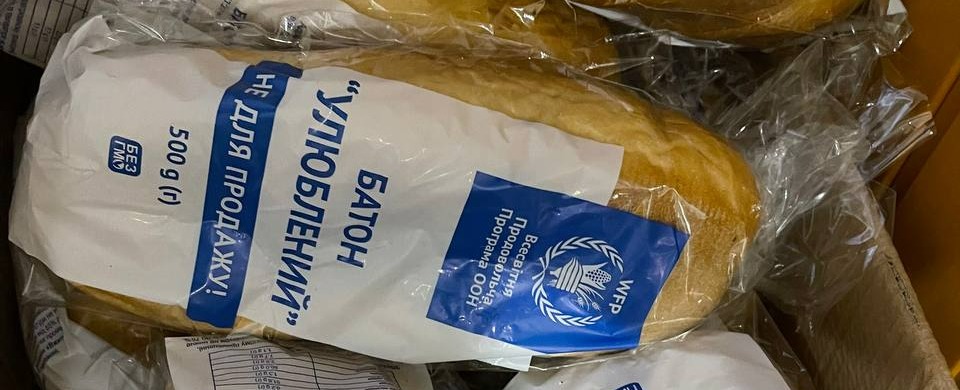 WFP
Всесвітня
Продовольча
Програма ООН
БАТОН
“УЛЮБЛЕНИЙ”
НЕ ДЛЯ ПРОДАЖУ!
500 g (г)
БЕЗ
ГМО